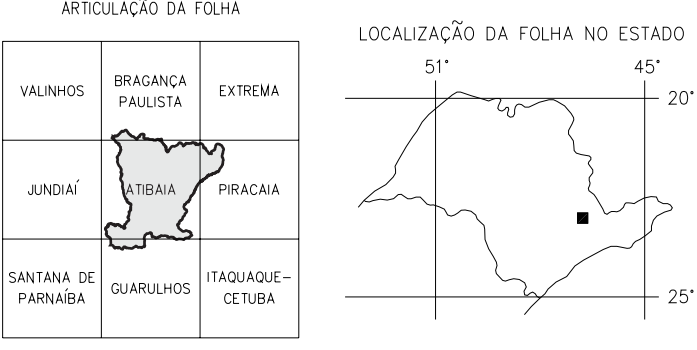 ARTICULAÇÃO DA FOLHA
VALINHOS
BRAGANÇA
PAULISTA
EXTREMA
JUNDIAÍ
ATIBAIA
PIRACAIA
SANTANA DE
PARNAÍBA
GUARULHOS
ITAQUAQUE-
CETUBA
LOCALIZAÇÃO DA FOLHA NO ESTADO
51°
45°
20°
25°